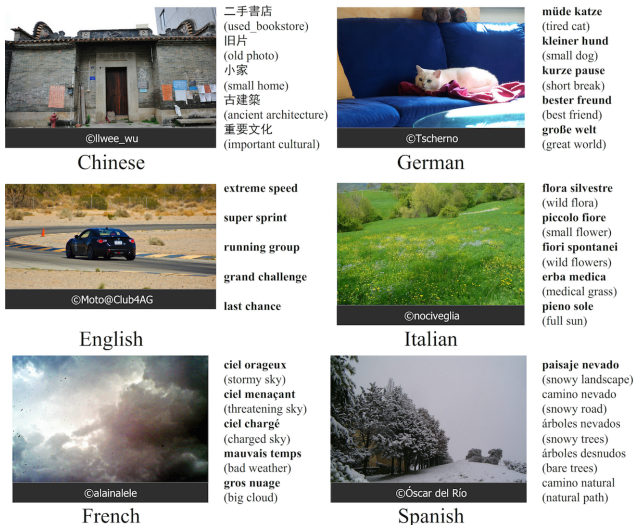 二手書店
(used_bookstore)
旧片
(old photo)
小家
(small home)
古建築
(ancient architecture)
重要文化
(important cultural)
©llwee_wu
Chinese
müde katze
(tired cat)
kleiner hund
(small dog)
kurze pause
(short break)
bester freund
(best friend)
große welt
(great world)
©Tscherno
German
extreme speed
super sprint
running group
grand challenge
last chance
©Moto@Club4AG
English
flora silvestre
(wild flora)
piccolo fiore
(small flower)
fiori spontanei
(wild flowers)
erba medica
(medical grass)
pieno sole
(full sun)
©nociveglia
Italian
ciel orageux
(stormy sky)
ciel menaçant
(threatening sky)
ciel chargé
(charged sky)
mauvais temps
(bad weather)
gros nuage
(big cloud)
©alainalele
French
paisaje nevado
(snowy landscape)
camino nevado
(snowy road)
árboles nevados
(snowy trees)
árboles desnudos
(bare trees)
camino natural
(natural path)
©Óscar del Río
Spanish